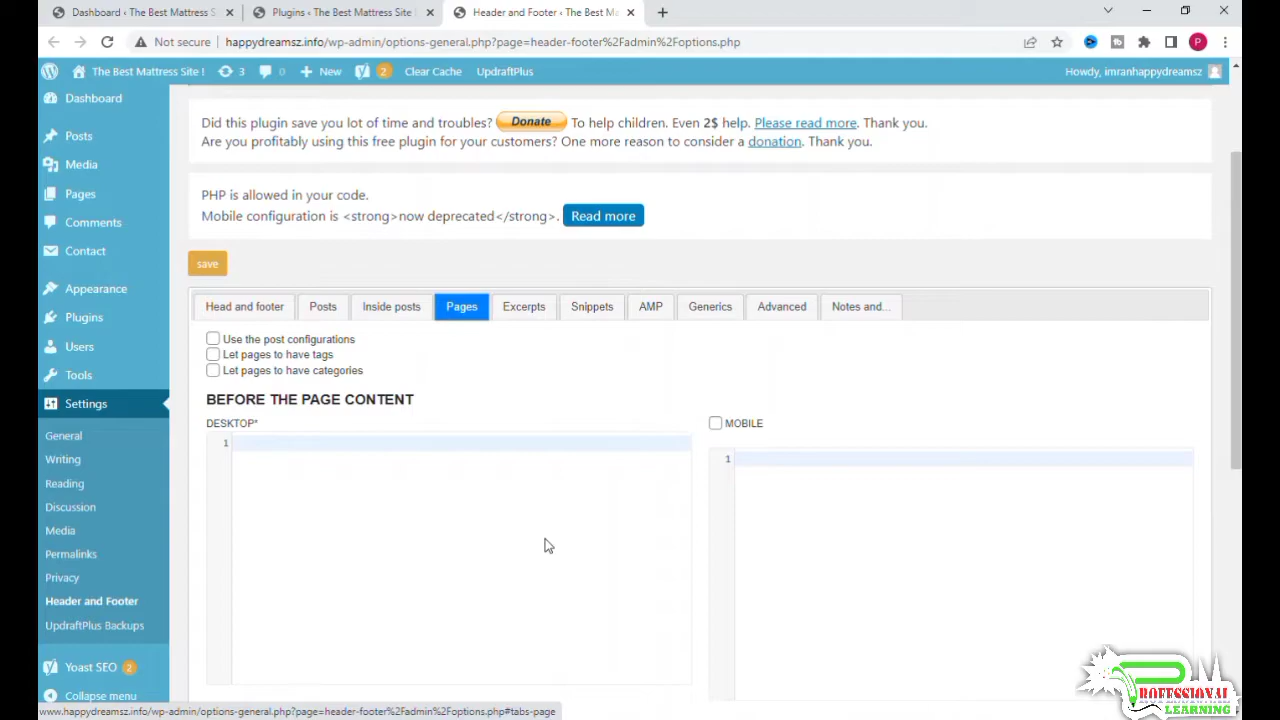 Dashboard ‹ The Best Mattress S
Plugins ‹ The Best Mattress Site
Header and Footer ‹ The Best Ma
Not secure
happydreamsz.info/wp-admin/options-general.php?page=header-footer%2Fadmin%2Foptions.php
P
The Best Mattress Site !
3
0
New
2
Clear Cache
UpdraftPlus
Howdy, imranhappydreamsz
Dashboard
Posts
Media
Pages
Comments
Contact
Appearance
Plugins
Users
Tools
Settings
General
Writing
Reading
Discussion
Media
Permalinks
Privacy
Header and Footer
UpdraftPlus Backups
Yoast SEO 2
Collapse menu
Did this plugin save you lot of time and troubles? Donate To help children. Even 2$ help. Please read more. Thank you.
Are you profitably using this free plugin for your customers? One more reason to consider a donation. Thank you.
PHP is allowed in your code.
Mobile configuration is <strong>now deprecated</strong>. Read more
save
Head and footer
Posts
Inside posts
Pages
Excerpts
Snippets
AMP
Generics
Advanced
Notes and...
Use the post configurations
Let pages to have tags
Let pages to have categories
BEFORE THE PAGE CONTENT
DESKTOP*
MOBILE
1
1
www.happydreamsz.info/wp-admin/options-general.php?page=header-footer%2Fadmin%2Foptions.php#tabs-page
PROFESSIONAL
LEARNING